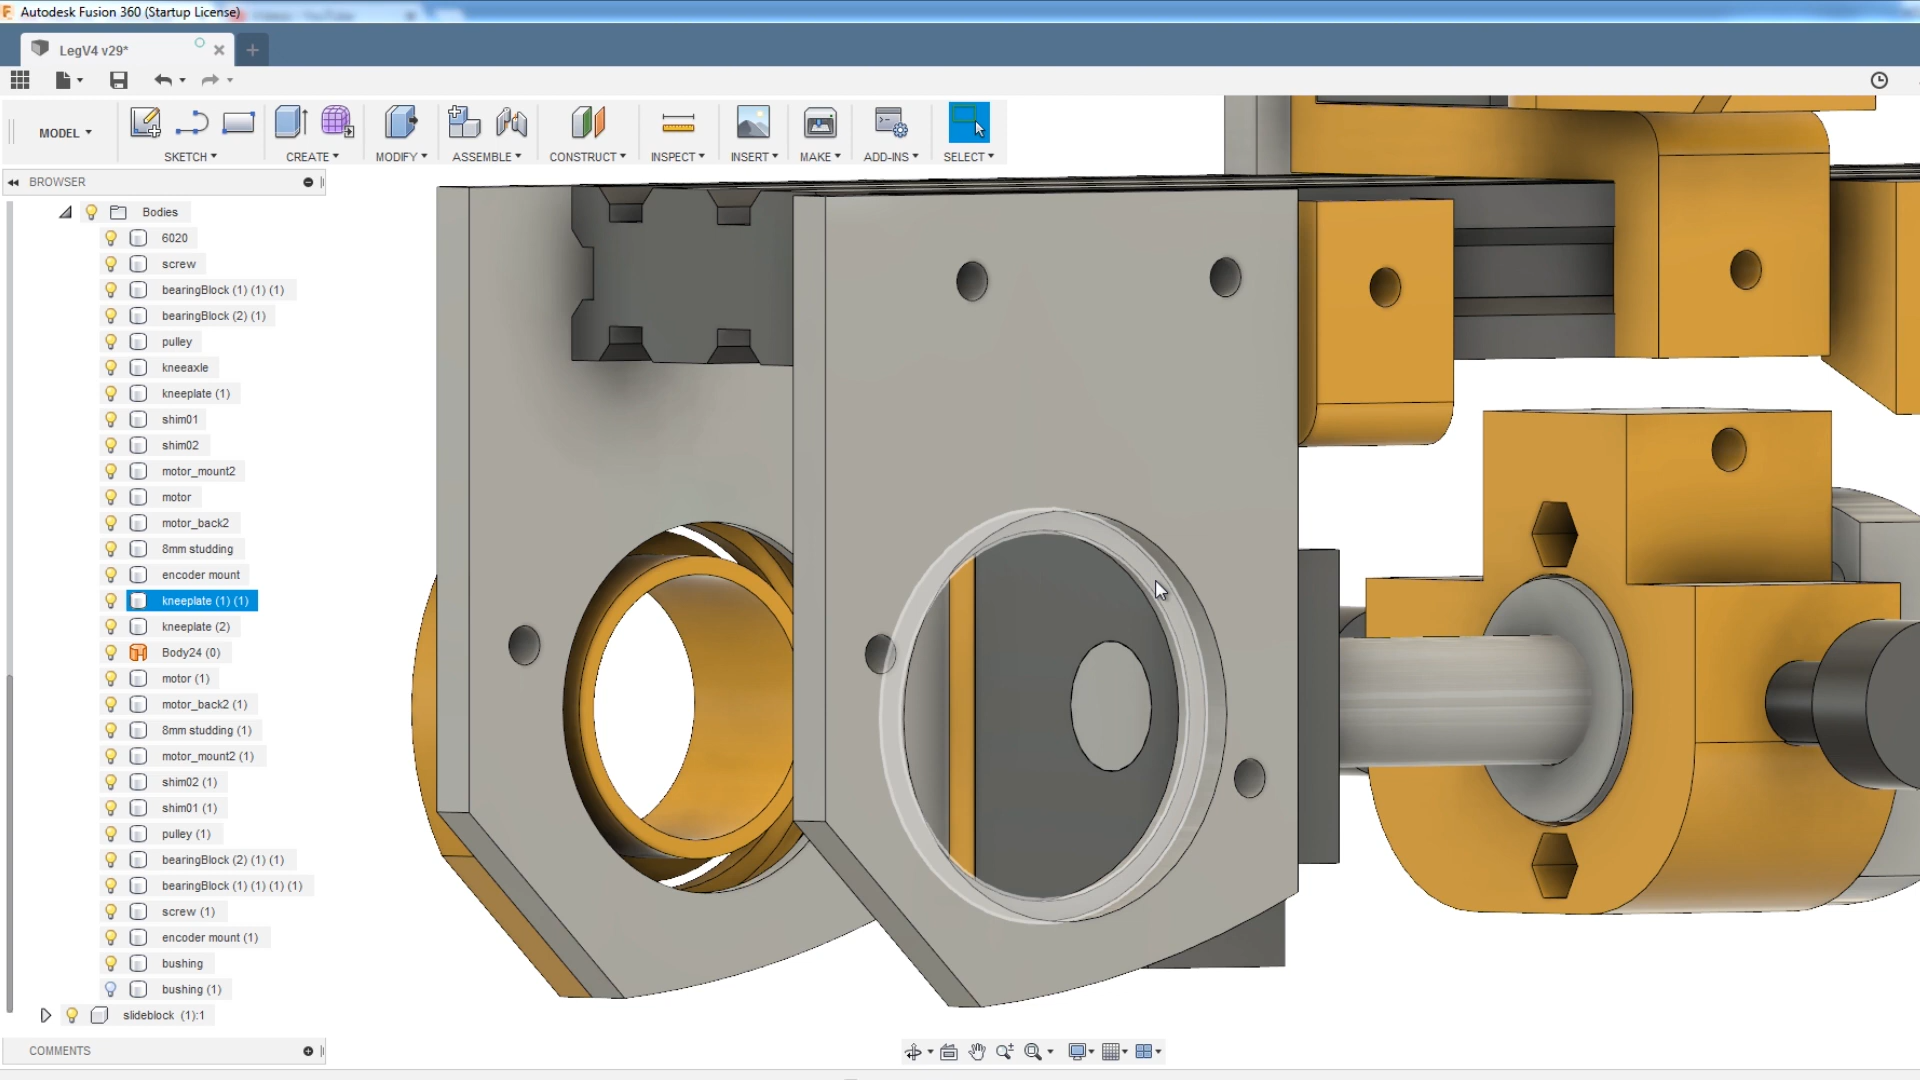 Autodesk Fusion 360 (Startup License)
LegV4 v29*
MODEL
SKETCH
CREATE
MODIFY
ASSEMBLE
CONSTRUCT
INSPECT
INSERT
MAKE
ADD-INS
SELECT
BROWSER
Bodies
6020
screw
bearingBlock (1) (1) (1)
bearingBlock (2) (1)
pulley
kneeaxle
kneeplate (1)
shim01
shim02
motor_mount2
motor
motor_back2
8mm studding
encoder mount
kneeplate (1) (1)
kneeplate (2)
Body24 (0)
motor (1)
motor_back2 (1)
8mm studding (1)
motor_mount2 (1)
shim02 (1)
shim01 (1)
pulley (1)
bearingBlock (2) (1) (1)
bearingBlock (1) (1) (1) (1)
screw (1)
encoder mount (1)
bushing
bushing (1)
slideblock (1):1
COMMENTS